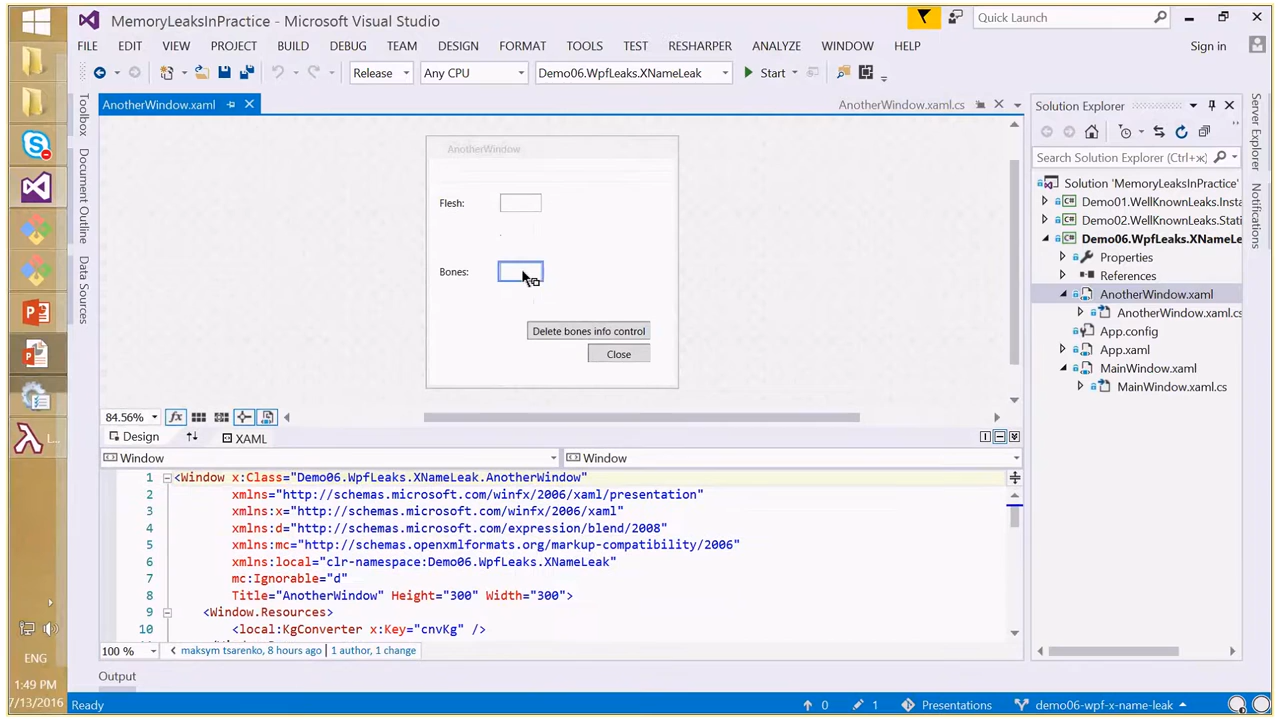 MemoryLeaksInPractice - Microsoft Visual Studio
Quick Launch
FILE EDIT VIEW PROJECT BUILD DEBUG TEAM DESIGN FORMAT TOOLS TEST RESHARPER ANALYZE WINDOW HELP
Sign in
Release Any CPU Demo06.WpfLeaks.XNameLeak Start
AnotherWindow.xaml
AnotherWindow.xaml.cs
Toolbox
Document Outline
Data Sources
AnotherWindow
Flesh:
Bones:
Delete bones info control
Close
84.56%
Design
XAML
Window
Window
1 <Window x:Class="Demo06.WpfLeaks.XNameLeak.AnotherWindow"
2 xmlns="http://schemas.microsoft.com/winfx/2006/xaml/presentation"
3 xmlns:x="http://schemas.microsoft.com/winfx/2006/xaml"
4 xmlns:d="http://schemas.microsoft.com/expression/blend/2008"
5 xmlns:mc="http://schemas.openxmlformats.org/markup-compatibility/2006"
6 xmlns:local="clr-namespace:Demo06.WpfLeaks.XNameLeak"
7 mc:Ignorable="d"
8 Title="AnotherWindow" Height="300" Width="300">
9 <Window.Resources>
10 <local:KgConverter x:Key="cnvKg" />
100 %
maksym tsarenko, 8 hours ago | 1 author, 1 change
Output
Ready
0
1
Presentations
demo06-wpf-x-name-leak
Solution Explorer
Search Solution Explorer (Ctrl+ж)
Solution 'MemoryLeaksInPractice'
Demo01.WellKnownLeaks.Insta
Demo02.WellKnownLeaks.Stati
Demo06.WpfLeaks.XNameLe
Properties
References
AnotherWindow.xaml
AnotherWindow.xaml.cs
App.config
App.xaml
MainWindow.xaml
MainWindow.xaml.cs
Server Explorer
Notifications
ENG
1:49 PM
7/13/2016